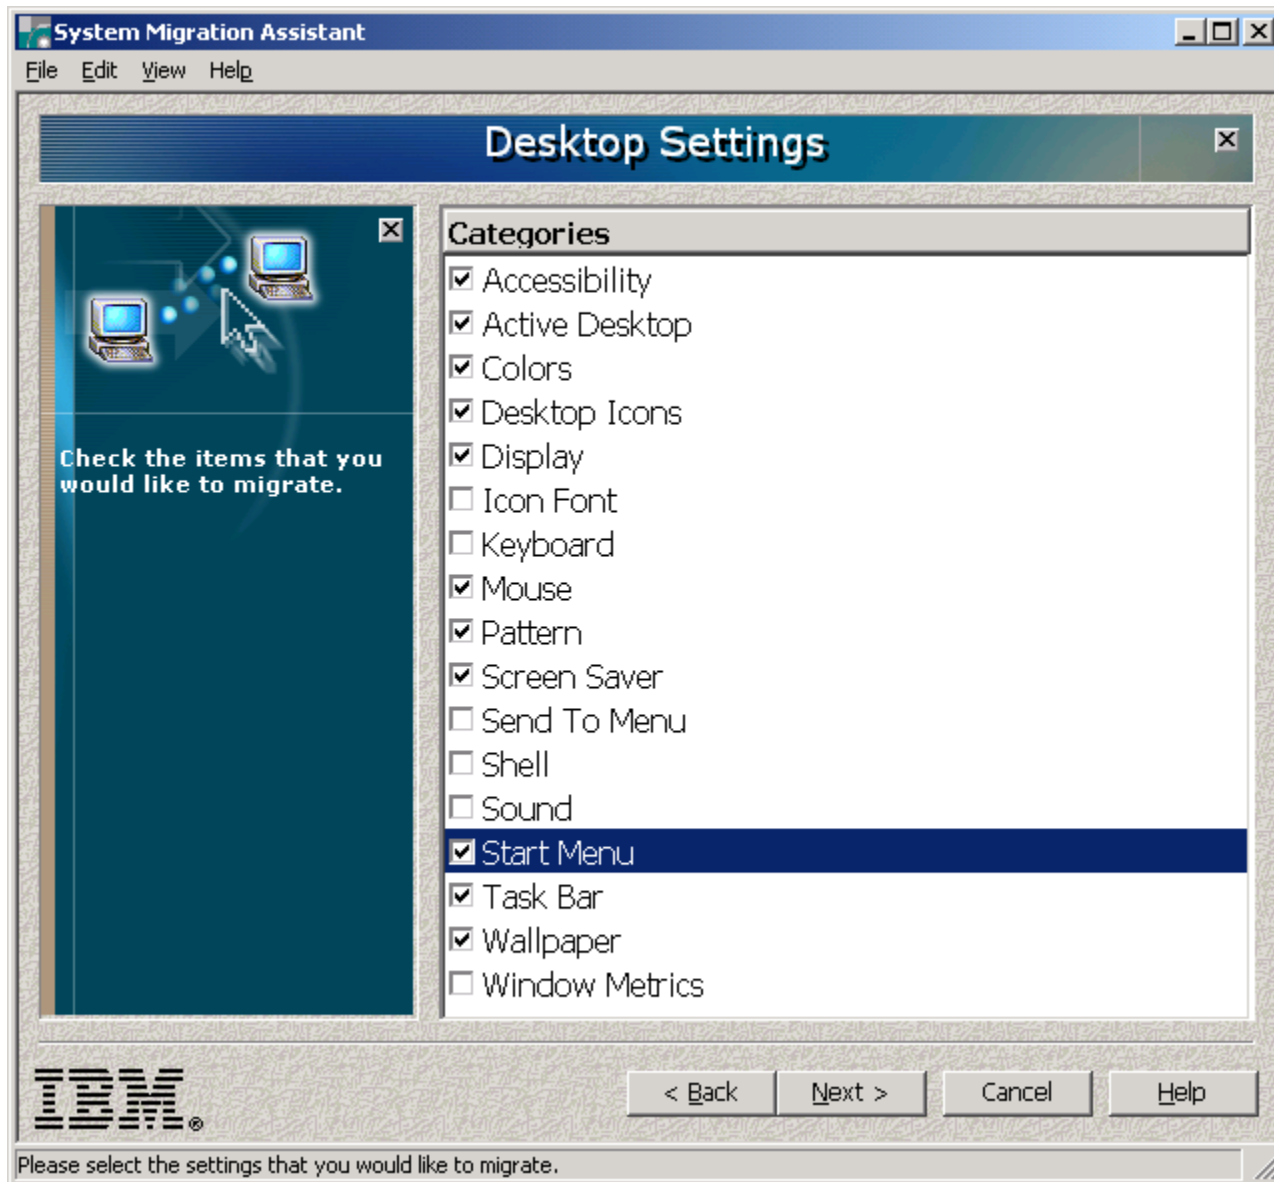 System Migration Assistant
File Edit View Help
Desktop Settings
Check the items that you
would like to migrate.
Categories
Accessibility
Active Desktop
Colors
Desktop Icons
Display
Icon Font
Keyboard
Mouse
Pattern
Screen Saver
Send To Menu
Shell
Sound
Start Menu
Task Bar
Wallpaper
Window Metrics
IBM®
< Back Next > Cancel Help
Please select the settings that you would like to migrate.